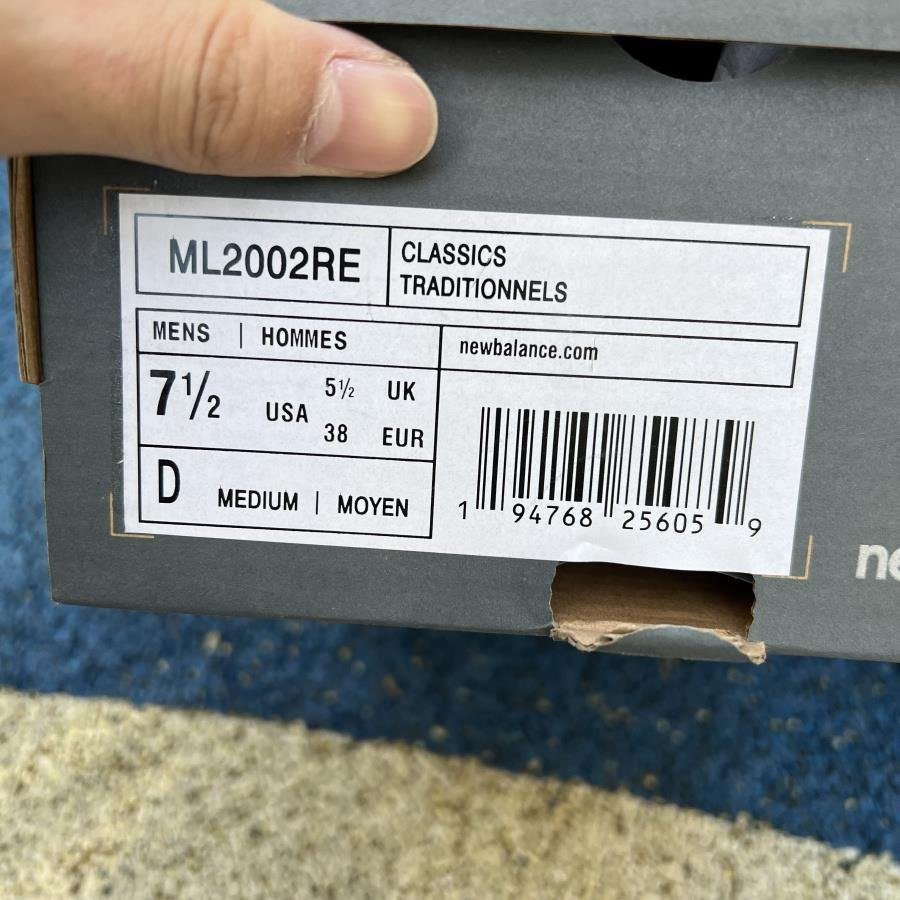 ML2002RE
CLASSICS
TRADITIONNELS
MENS | HOMMES
newbalance.com
7½ USA
5½ UK
38 EUR
D MEDIUM | MOYEN
1 94768 25605 9
ne